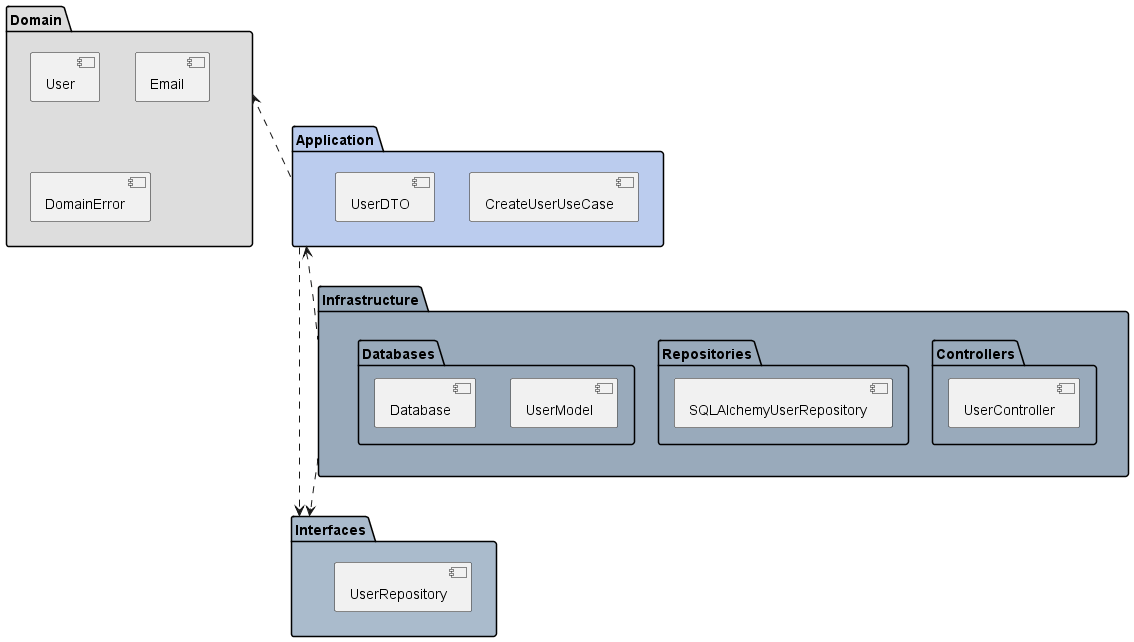 Domain
User
Email
DomainError
Application
UserDTO
CreateUserUseCase
Infrastructure
Databases
Database
UserModel
Repositories
SQLAlchemyUserRepository
Controllers
UserController
Interfaces
UserRepository